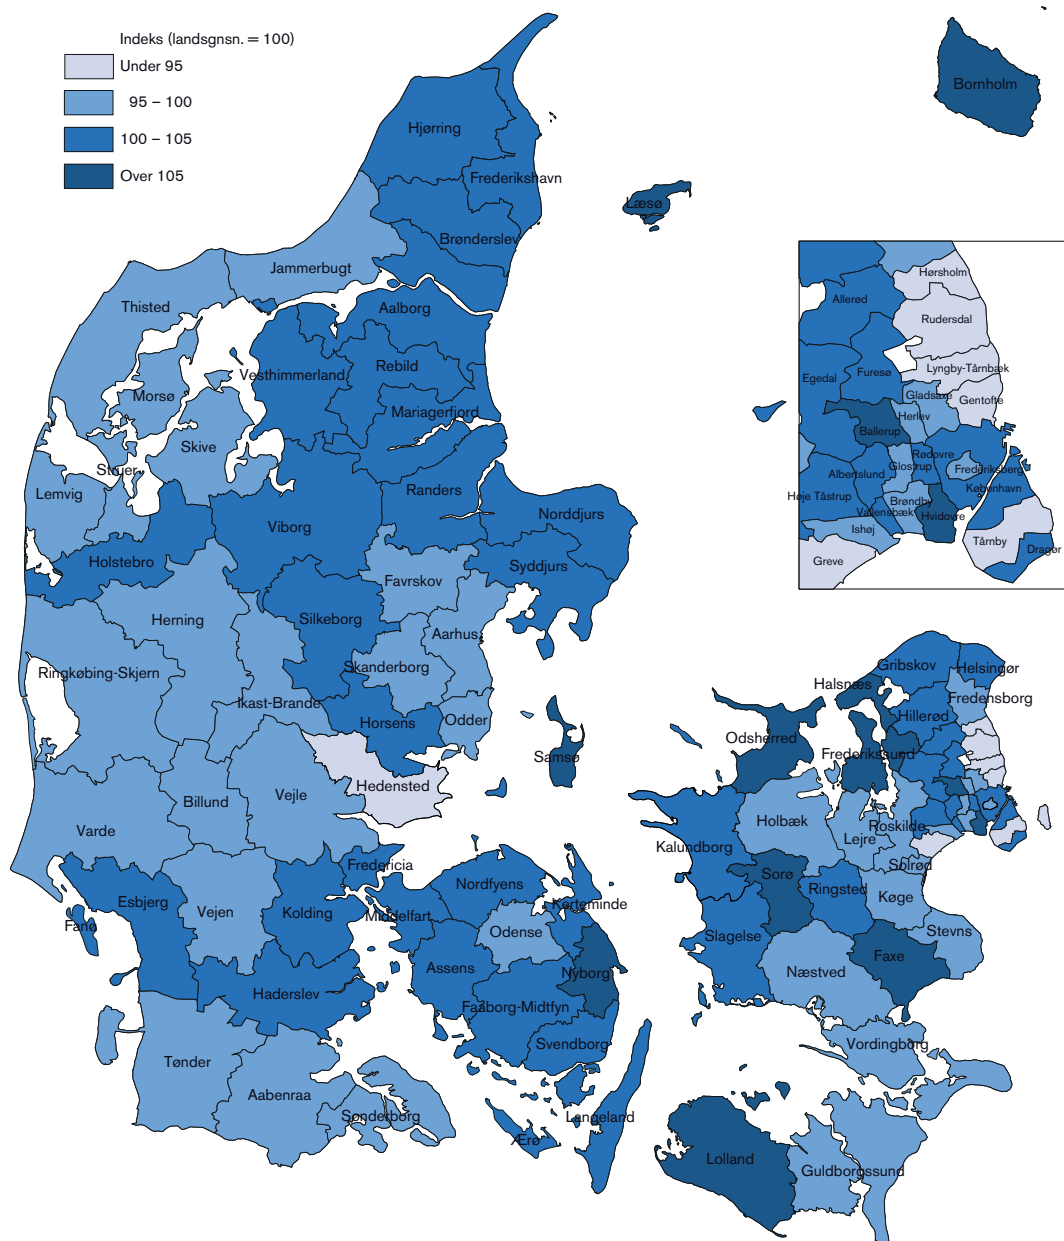 Indeks (landsgnsn. = 100)
Under 95
95 – 100
100 – 105
Over 105
Bornholm
Hjørring
Frederikshavn
Læsø
Brønderslev
Jammerbugt
Thisted
Aalborg
Rebild
Vesthimmerland
Morsø
Mariagerfjord
Skive
Struer
Lemvig
Randers
Viborg
Norddjurs
Holstebro
Syddjurs
Favrskov
Herning
Silkeborg
Aarhus
Skanderborg
Ringkøbing-Skjern
Ikast-Brande
Horsens
Odder
Samsø
Hedensted
Vejle
Billund
Varde
Fredericia
Nordfyens
Esbjerg
Vejen
Kolding
Middelfart
Kerteminde
Fanø
Odense
Assens
Nyborg
Haderslev
Faaborg-Midtfyn
Svendborg
Tønder
Aabenraa
Sønderborg
Langeland
Ærø
Hørsholm
Allerød
Rudersdal
Lyngby-Tårnbæk
Furesø
Egedal
Gladsaxe
Gentofte
Herlev
Ballerup
Rødovre
Glostrup
Frederiksberg
Albertslund
København
Høje Tåstrup
Brøndby
Vallensbæk
Hvidovre
Ishøj
Tårnby
Dragør
Greve
Gribskov
Helsingør
Halsnæs
Fredensborg
Hillerød
Odsherred
Frederikssund
Holbæk
Roskilde
Lejre
Kalundborg
Solrød
Sorø
Ringsted
Køge
Stevns
Slagelse
Faxe
Næstved
Vordingborg
Lolland
Guldborgsund